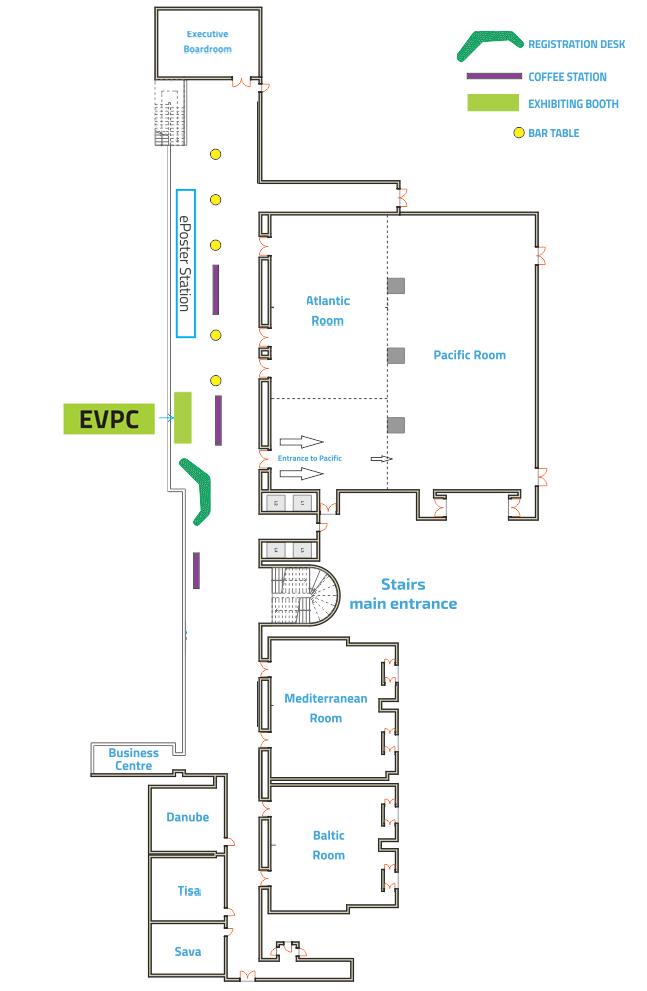 Executive
Boardroom
REGISTRATION DESK
COFFEE STATION
EXHIBITING BOOTH
BAR TABLE
ePoster Station
Atlantic
Room
Pacific Room
EVPC
Entrance to Pacific
Stairs
main entrance
Mediterranean
Room
Business
Centre
Danube
Baltic
Room
Tisa
Sava